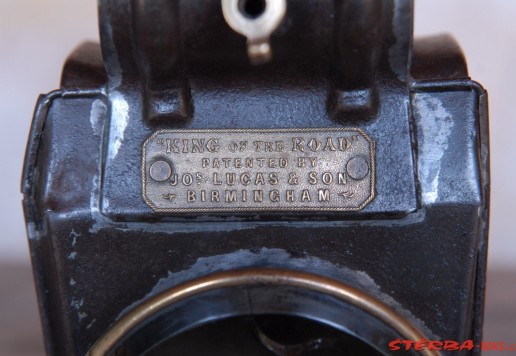 "KING OF THE ROAD"
PATENTED BY
JOS. LUCAS & SON
BIRMINGHAM
STERBA-